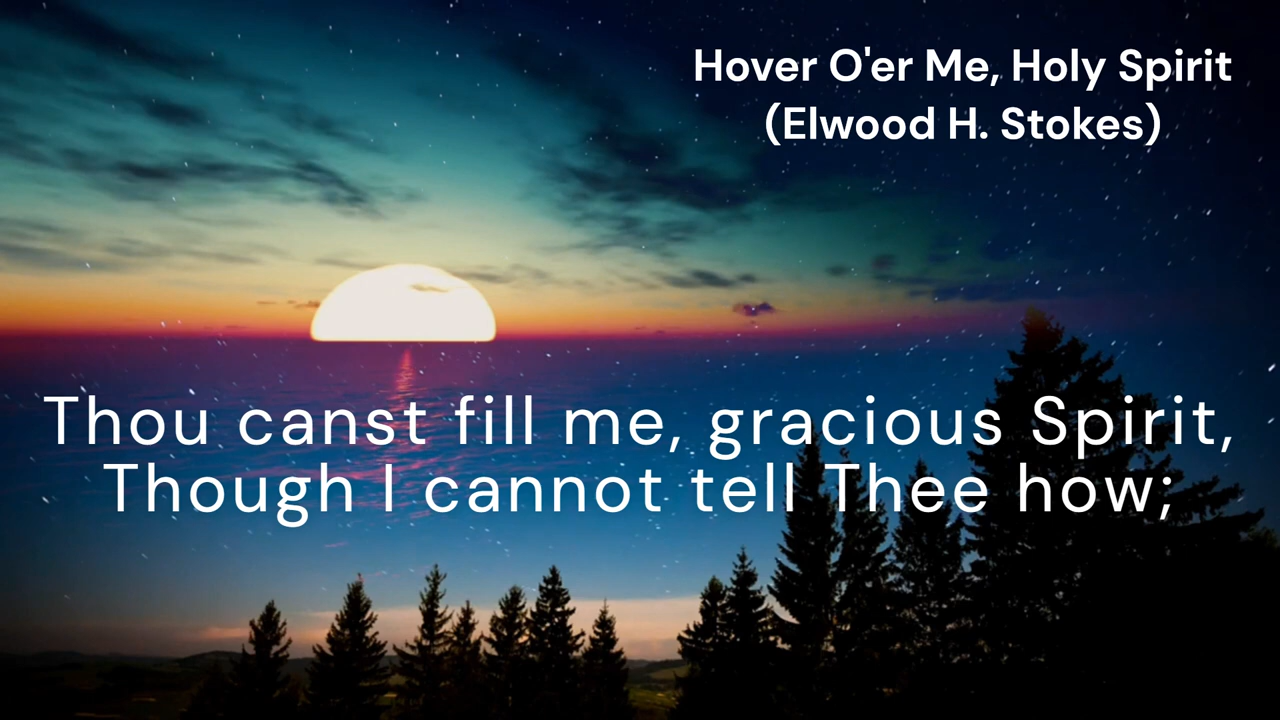 Hover O'er Me, Holy Spirit
(Elwood H. Stokes)
Thou canst fill me, gracious Spirit,
Though I cannot tell Thee how;